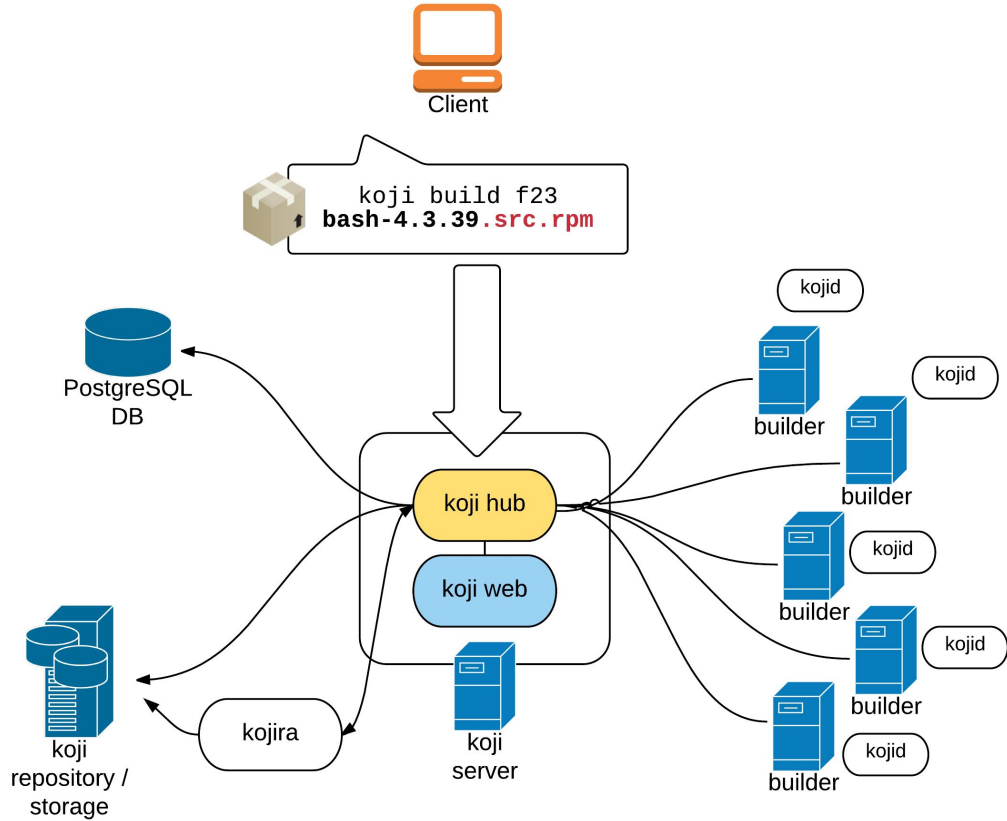 Client
koji build f23
bash-4.3.39.src.rpm
kojid
PostgreSQL
DB
kojid
builder
builder
koji hub
kojid
koji web
builder
kojid
kojira
builder
koji
repository /
storage
koji
server
kojid
builder